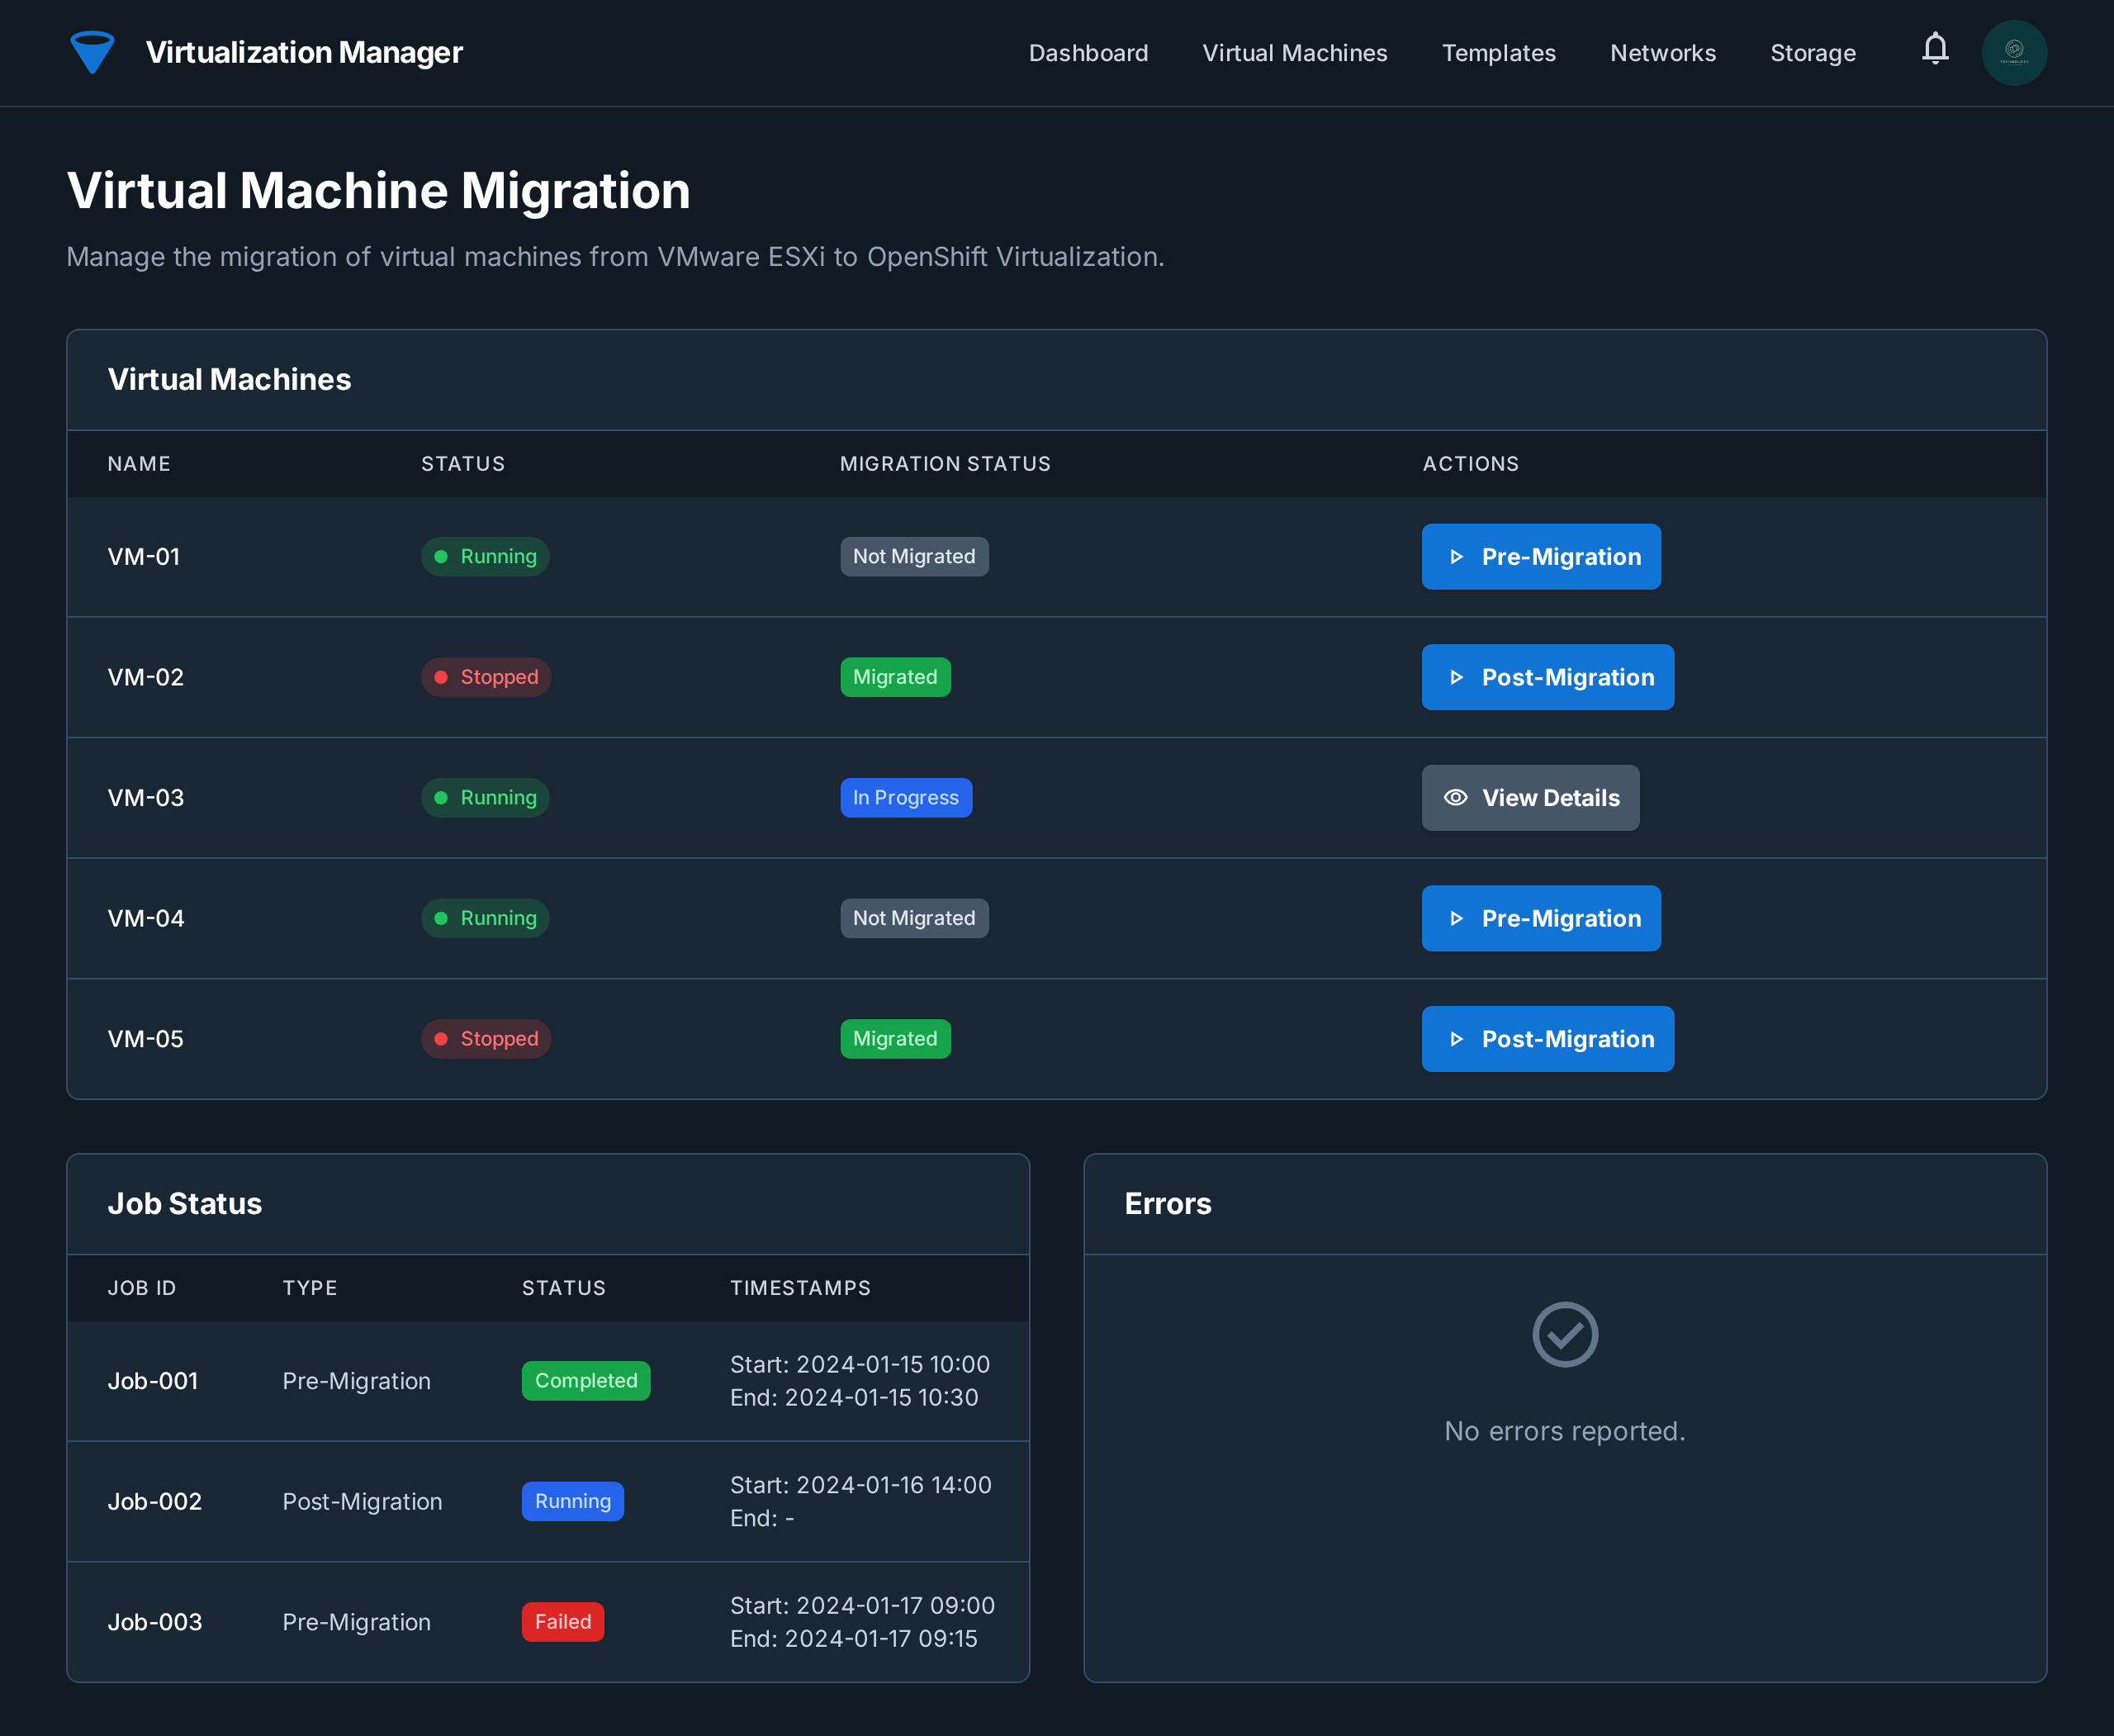 Virtualization Manager
Dashboard
Virtual Machines
Templates
Networks
Storage
Virtual Machine Migration
Manage the migration of virtual machines from VMware ESXi to OpenShift Virtualization.
Virtual Machines
NAME STATUS MIGRATION STATUS ACTIONS
VM-01 Running Not Migrated Pre-Migration
VM-02 Stopped Migrated Post-Migration
VM-03 Running In Progress View Details
VM-04 Running Not Migrated Pre-Migration
VM-05 Stopped Migrated Post-Migration
Job Status
JOB ID TYPE STATUS TIMESTAMPS
Job-001 Pre-Migration Completed Start: 2024-01-15 10:00
End: 2024-01-15 10:30
Job-002 Post-Migration Running Start: 2024-01-16 14:00
End: -
Job-003 Pre-Migration Failed Start: 2024-01-17 09:00
End: 2024-01-17 09:15
Errors
No errors reported.